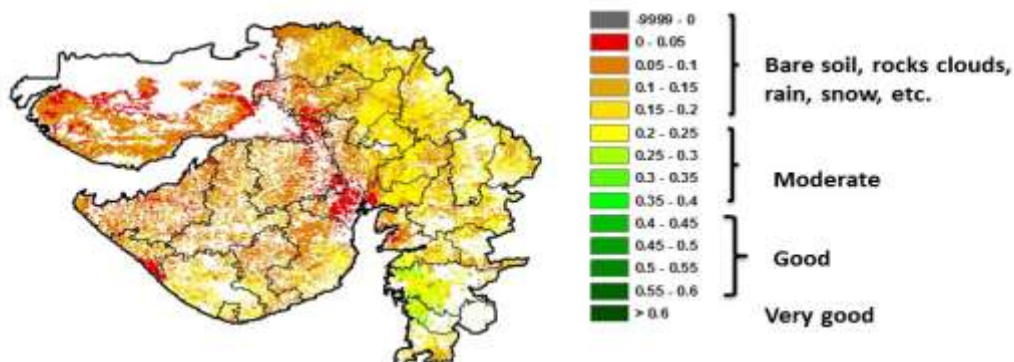 -9999 - 0
0 - 0.05
0.05 - 0.1
0.1 - 0.15
0.15 - 0.2
0.2 - 0.25
0.25 - 0.3
0.3 - 0.35
0.35 - 0.4
0.4 - 0.45
0.45 - 0.5
0.5 - 0.55
0.55 - 0.6
> 0.6
Bare soil, rocks clouds,
rain, snow, etc.
Moderate
Good
Very good